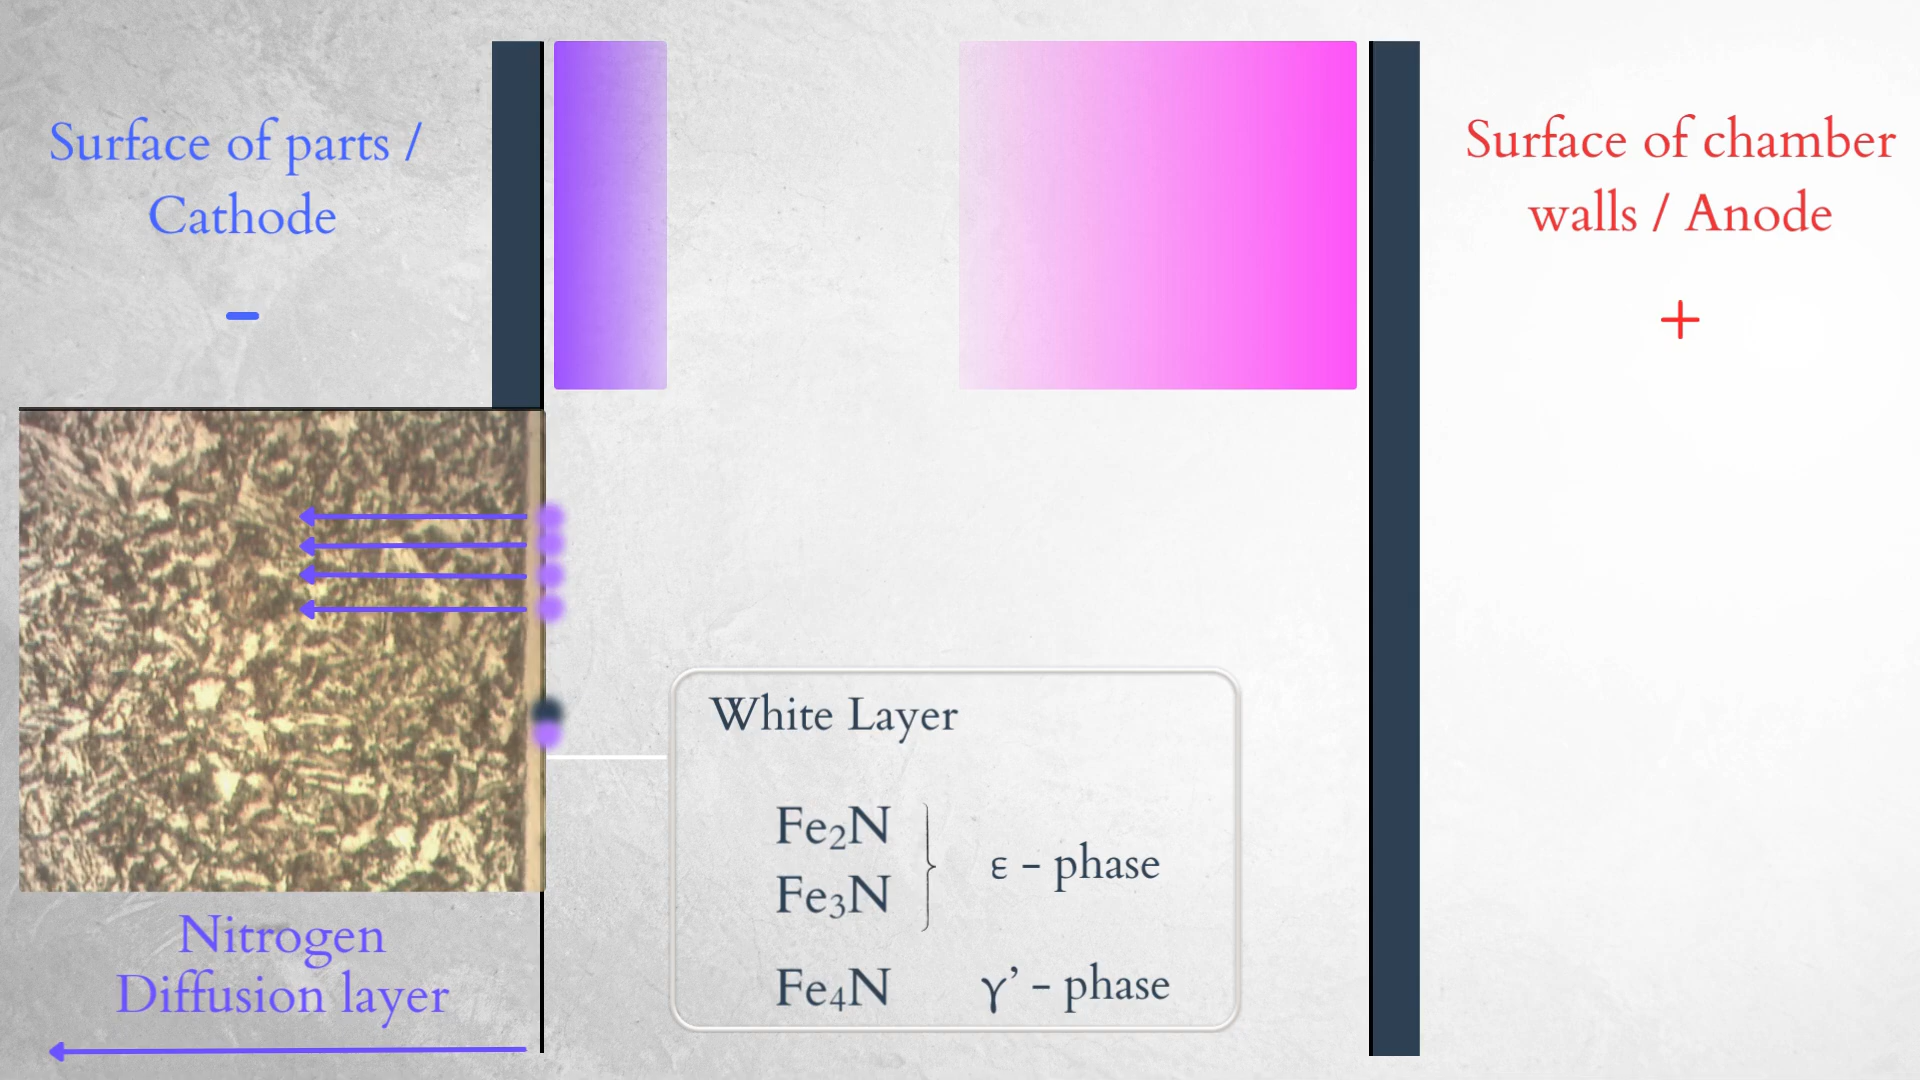 Surface of parts /
Cathode
-
Surface of chamber
walls / Anode
+
White Layer
Fe₂N
Fe₃N
ε - phase
Fe₄N γ’ - phase
Nitrogen
Diffusion layer